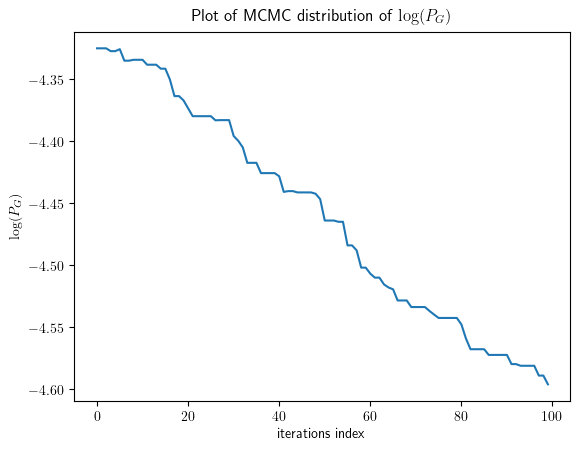 Plot of MCMC distribution of log(P_G)
−4.35
−4.40
−4.45
−4.50
−4.55
−4.60
log(P_G)
0 20 40 60 80 100
iterations index